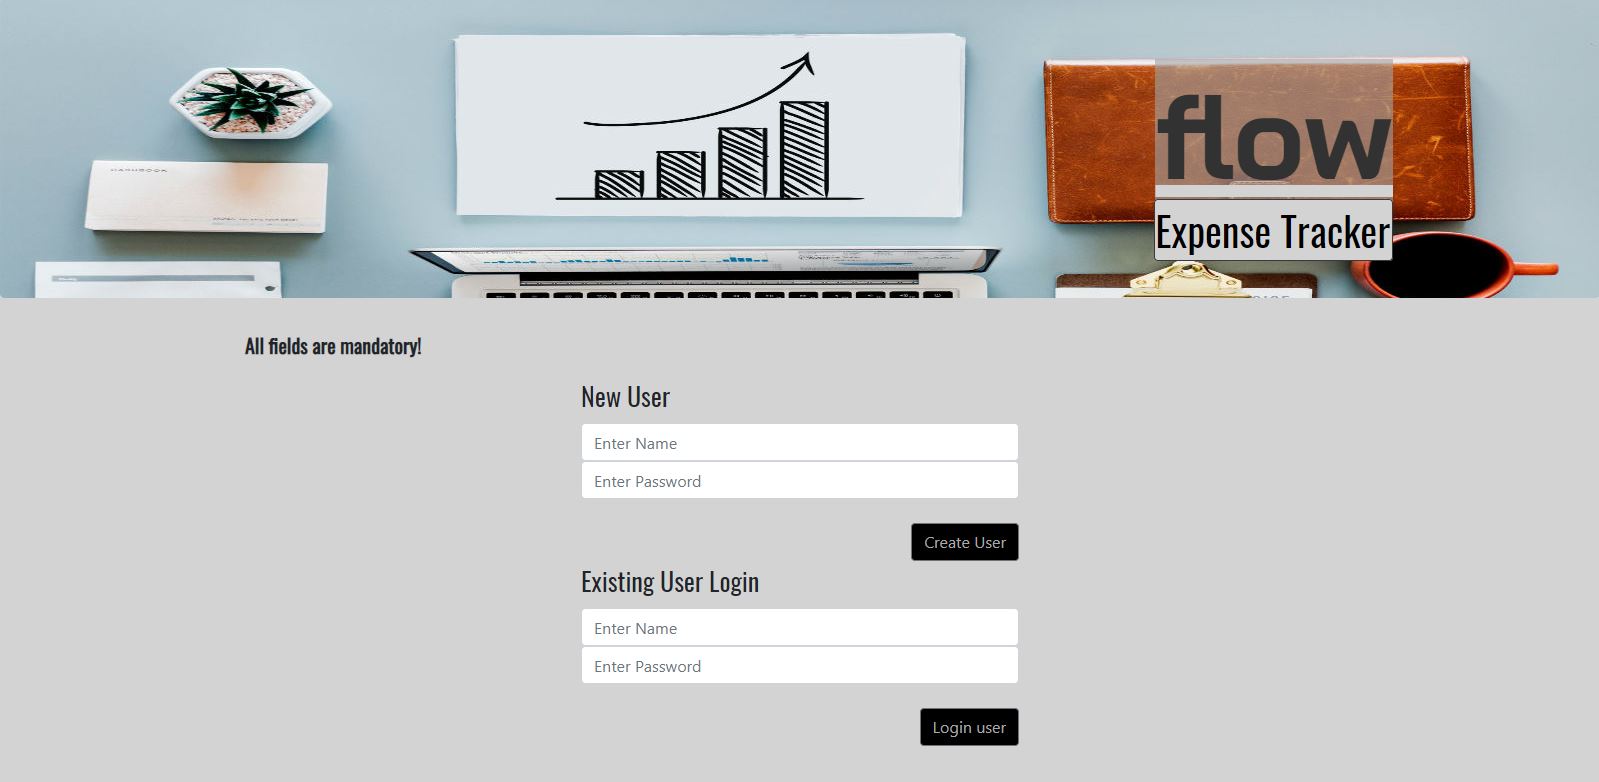 CASHBOOK
flow
Expense Tracker
All fields are mandatory!
New User
Enter Name
Enter Password
Create User
Existing User Login
Enter Name
Enter Password
Login user